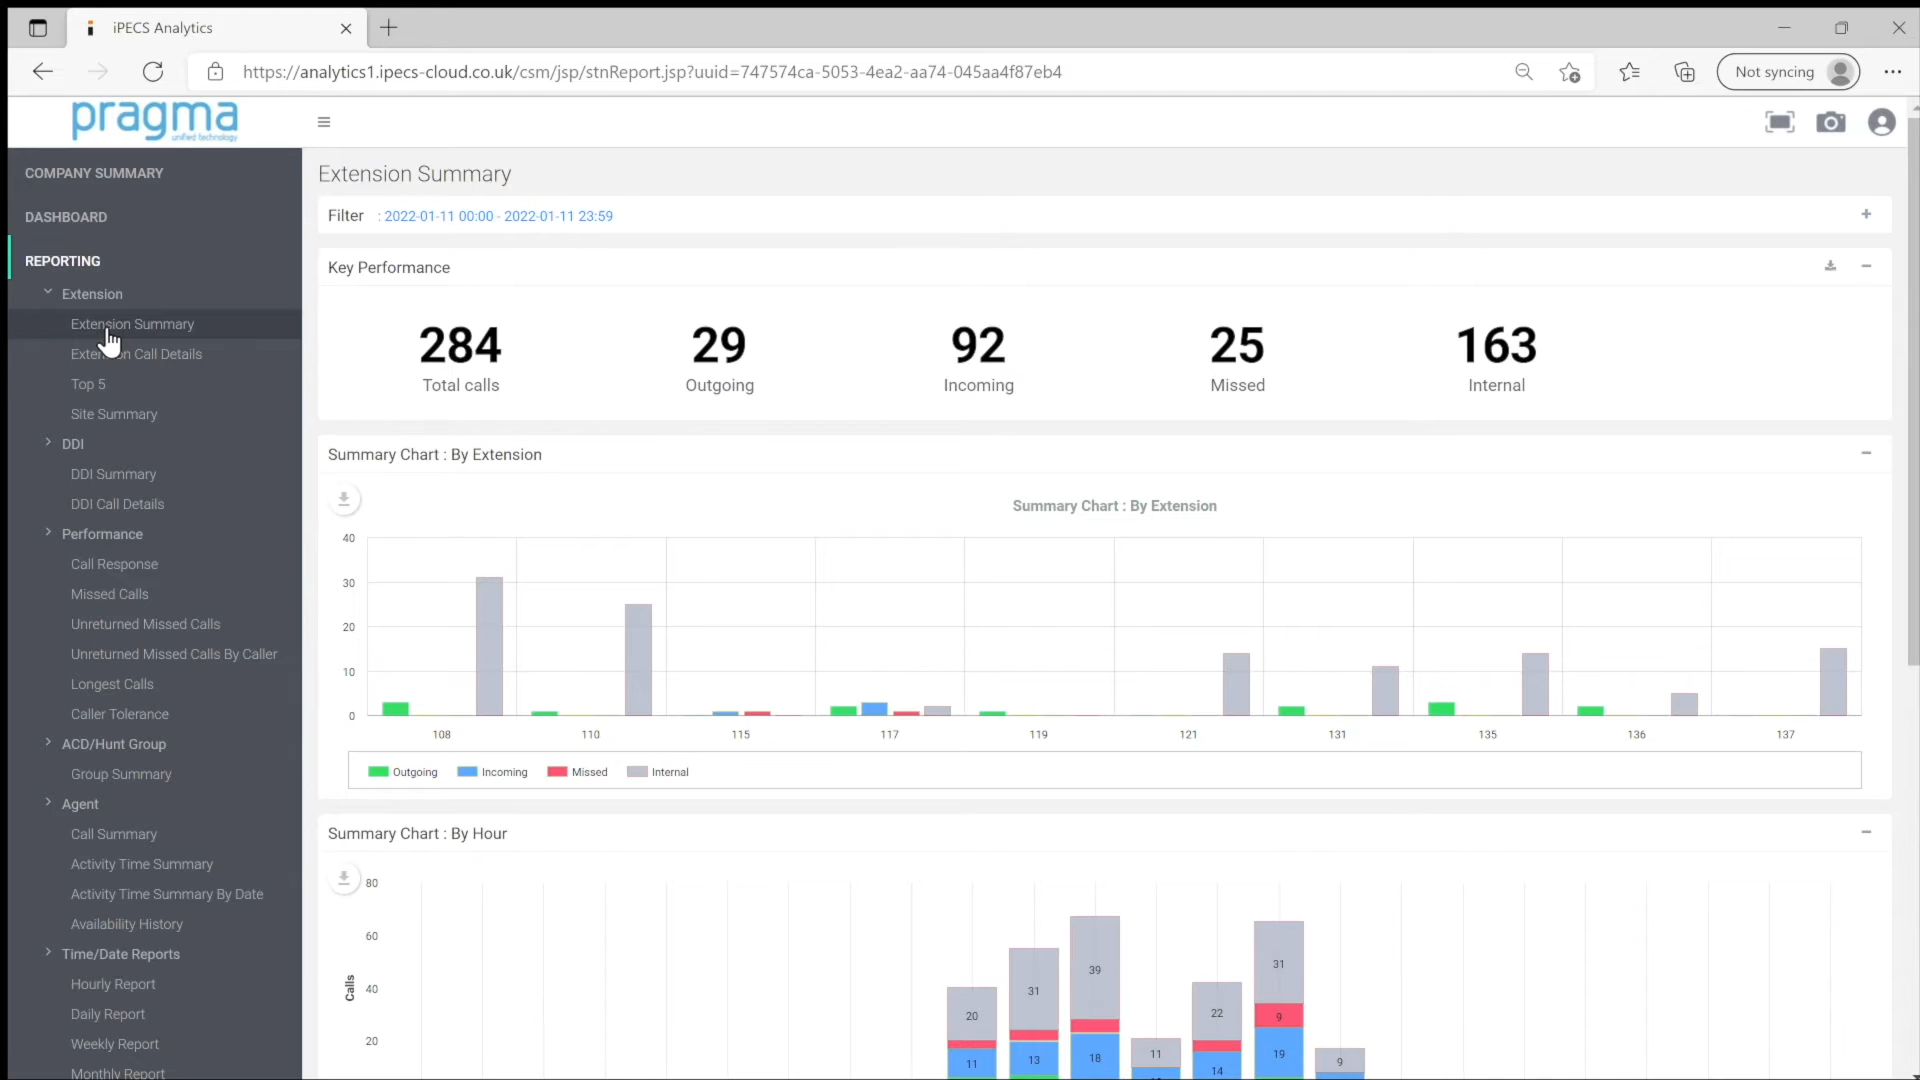 iPECS Analytics
https://analytics1.ipecs-cloud.co.uk/csm/jsp/stnReport.jsp?uuid=747574ca-5053-4ea2-aa74-045aa4f87eb4
Not syncing
pragma
unified technology
COMPANY SUMMARY
DASHBOARD
REPORTING
Extension
Extension Summary
Extension Call Details
Top 5
Site Summary
DDI
DDI Summary
DDI Call Details
Performance
Call Response
Missed Calls
Unreturned Missed Calls
Unreturned Missed Calls By Caller
Longest Calls
Caller Tolerance
ACD/Hunt Group
Group Summary
Agent
Call Summary
Activity Time Summary
Activity Time Summary By Date
Availability History
Time/Date Reports
Hourly Report
Daily Report
Weekly Report
Monthly Report
Extension Summary
Filter : 2022-01-11 00:00 - 2022-01-11 23:59
Key Performance
284 29 92 25 163
Total calls Outgoing Incoming Missed Internal
Summary Chart : By Extension
Summary Chart : By Extension
40
30
20
10
0
108 110 115 117 119 121 131 135 136 137
Outgoing Incoming Missed Internal
Summary Chart : By Hour
80
60
40
20
Calls
20 31 39 11 22 31 9
9
11 13 18 14 19